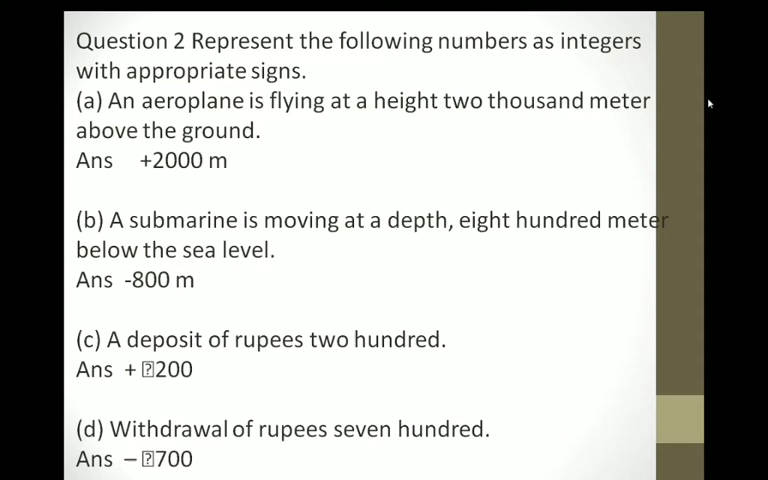 Question 2 Represent the following numbers as integers
with appropriate signs.
(a) An aeroplane is flying at a height two thousand meter
above the ground.
Ans +2000 m
(b) A submarine is moving at a depth, eight hundred meter
below the sea level.
Ans -800 m
(c) A deposit of rupees two hundred.
Ans + ⍰200
(d) Withdrawal of rupees seven hundred.
Ans – ⍰700